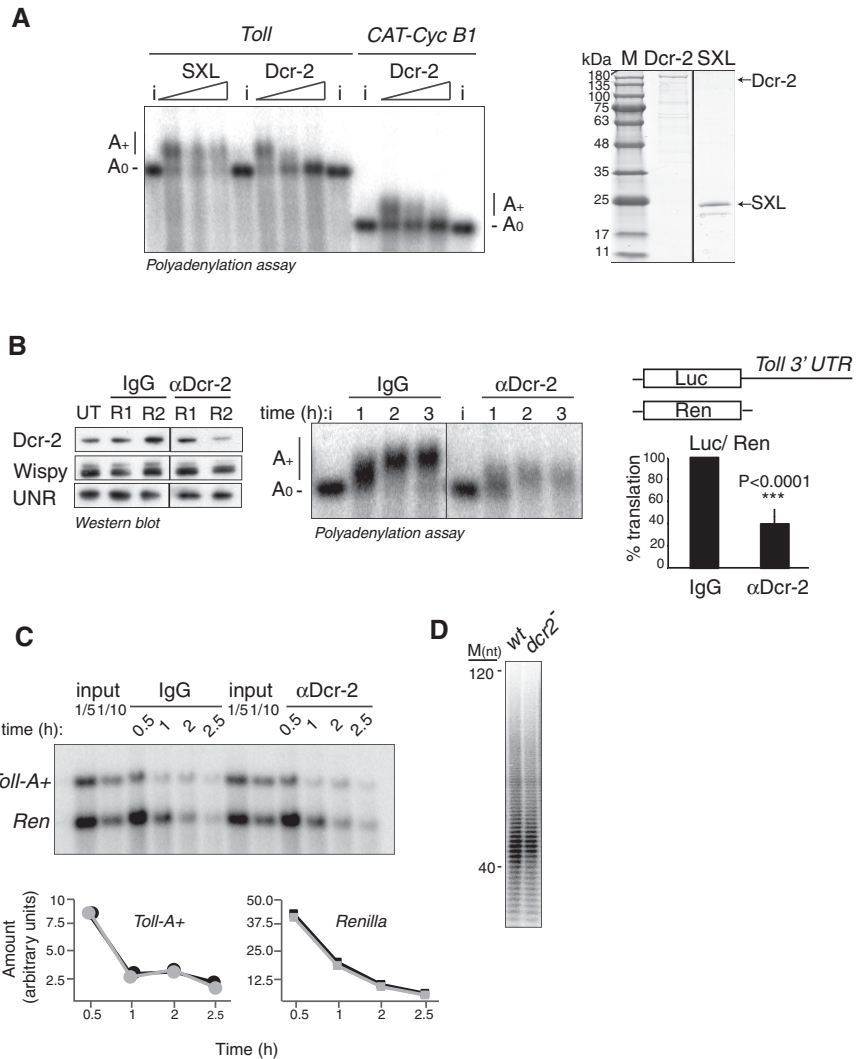 A
Toll CAT-Cyc B1
SXL Dcr-2 Dcr-2
i i i i i
A+
A0 -
A+
- A0
Polyadenylation assay
kDa M Dcr-2 SXL
180
135
100
75
63
48
35
25
17
11
←Dcr-2
←SXL
B
IgG αDcr-2
UT R1 R2 R1 R2
Dcr-2
Wispy
UNR
Western blot
IgG αDcr-2
time (h): i 1 2 3 i 1 2 3
A+
A0 -
Polyadenylation assay
Toll 3' UTR
Luc
Ren
Luc/ Ren
% translation
100
80
60
40
20
0
P<0.0001
***
IgG αDcr-2
C
input IgG input αDcr-2
1/5 1/10 1/5 1/10
time (h): 0.5 1 2 2.5 0.5 1 2 2.5
Toll-A+
Ren
Amount
(arbitrary units)
10
7.5
5.0
2.5
Toll-A+
0.5 1 2 2.5
50.0
37.5
25.0
12.5
Renilla
0.5 1 2 2.5
Time (h)
D
M(nt) wt dcr2-
120 -
40 -